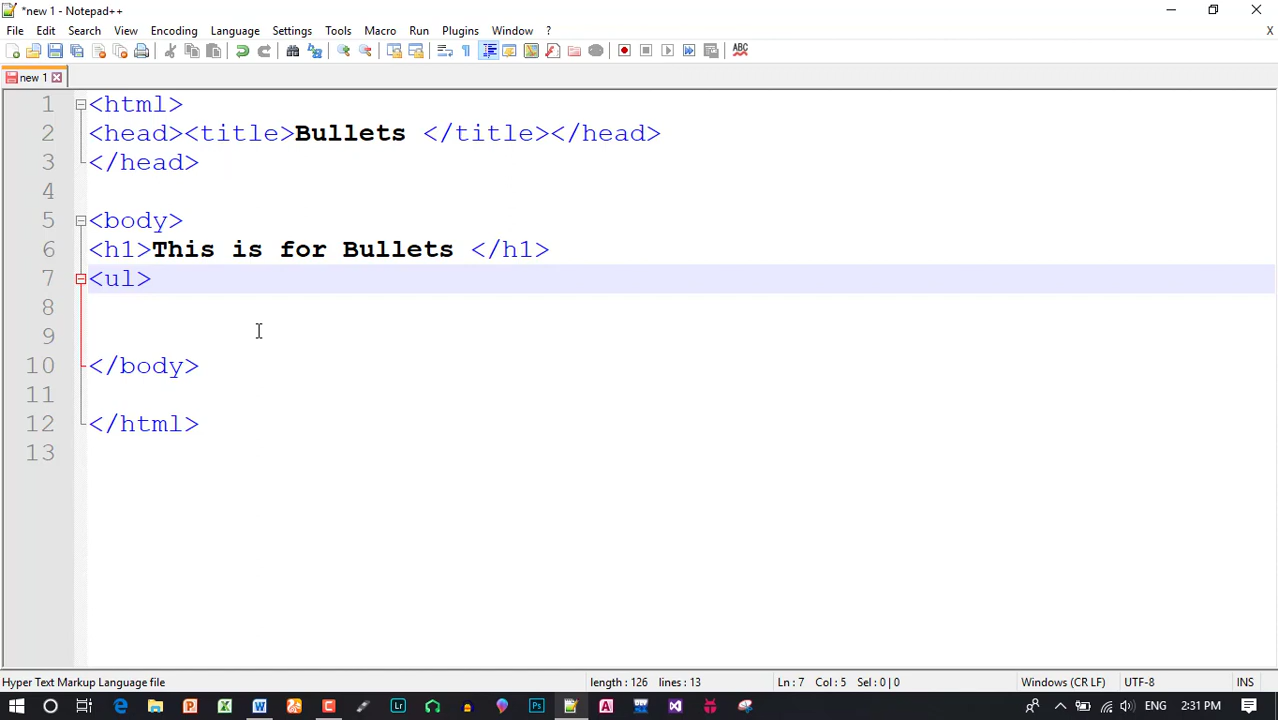 *new 1 - Notepad++
File Edit Search View Encoding Language Settings Tools Macro Run Plugins Window ? X
ABC
new 1
1 <html>
2 <head><title>Bullets </title></head>
3 </head>
4
5 <body>
6 <h1>This is for Bullets </h1>
7 <ul>
8
9
10 </body>
11
12 </html>
13
Hyper Text Markup Language file length : 126 lines : 13 Ln : 7 Col : 5 Sel : 0 | 0 Windows (CR LF) UTF-8 INS
ENG 2:31 PM